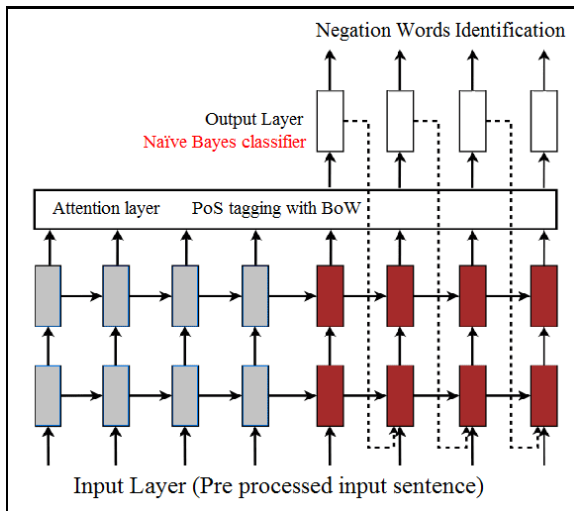 Negation Words Identification
Output Layer
Naïve Bayes classifier
Attention layer PoS tagging with BoW
Input Layer (Pre processed input sentence)